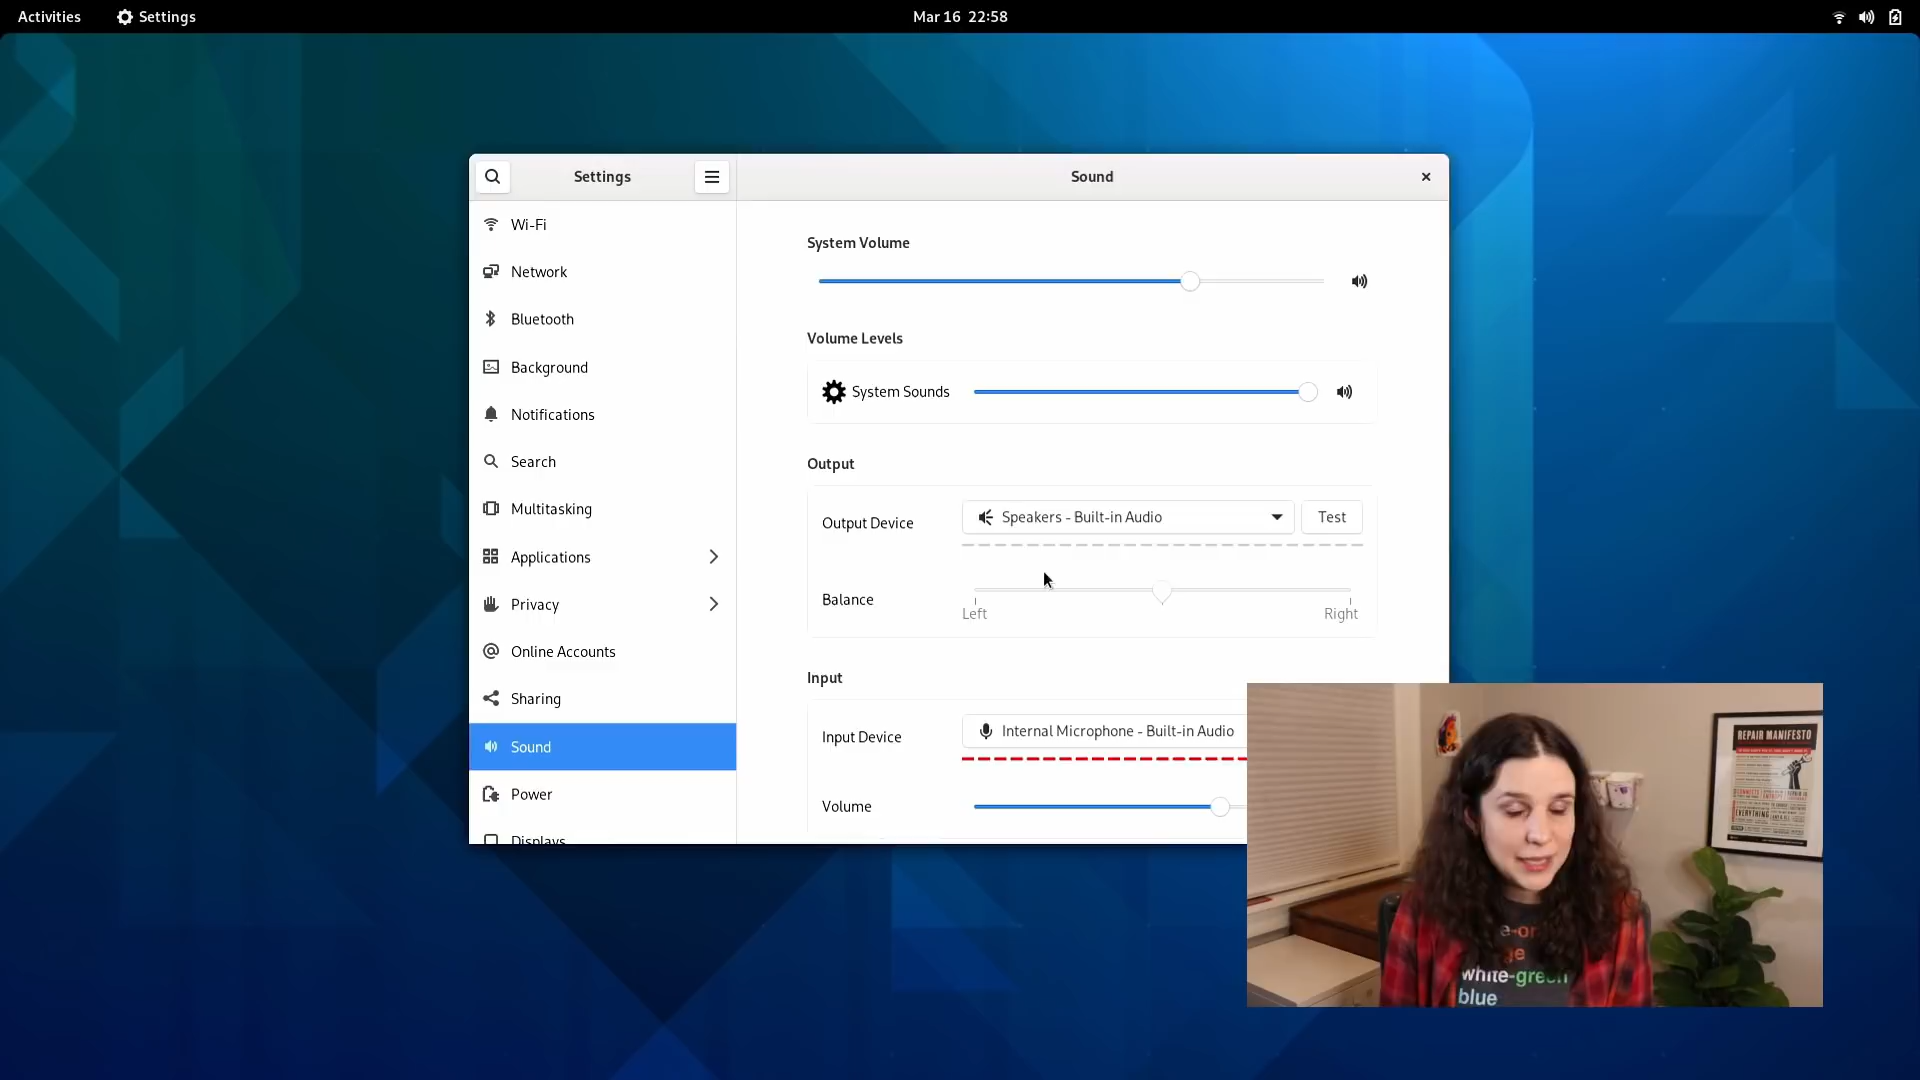 Activities
Settings
Mar 16 22:58
Settings
Sound
Wi-Fi
Network
Bluetooth
Background
Notifications
Search
Multitasking
Applications
Privacy
Online Accounts
Sharing
Sound
Power
Displays
System Volume
Volume Levels
System Sounds
Output
Output Device
Speakers - Built-in Audio
Test
Balance
Left
Right
Input
Input Device
Internal Microphone - Built-in Audio
Volume
REPAIR MANIFESTO
EVERYTHING
white-green
blue